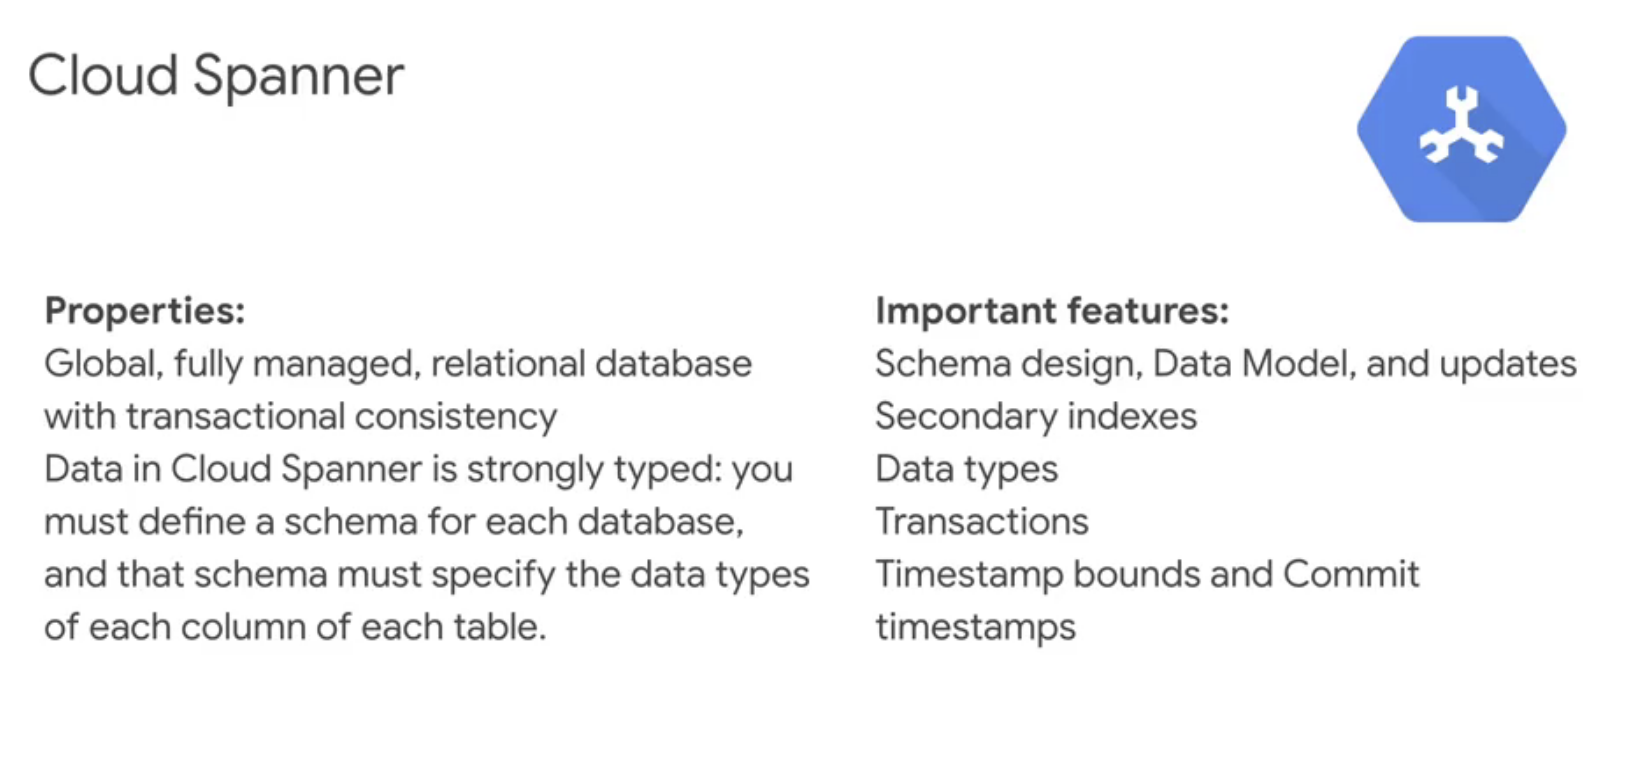 Cloud Spanner
Properties:
Global, fully managed, relational database
with transactional consistency
Data in Cloud Spanner is strongly typed: you
must define a schema for each database,
and that schema must specify the data types
of each column of each table.
Important features:
Schema design, Data Model, and updates
Secondary indexes
Data types
Transactions
Timestamp bounds and Commit
timestamps